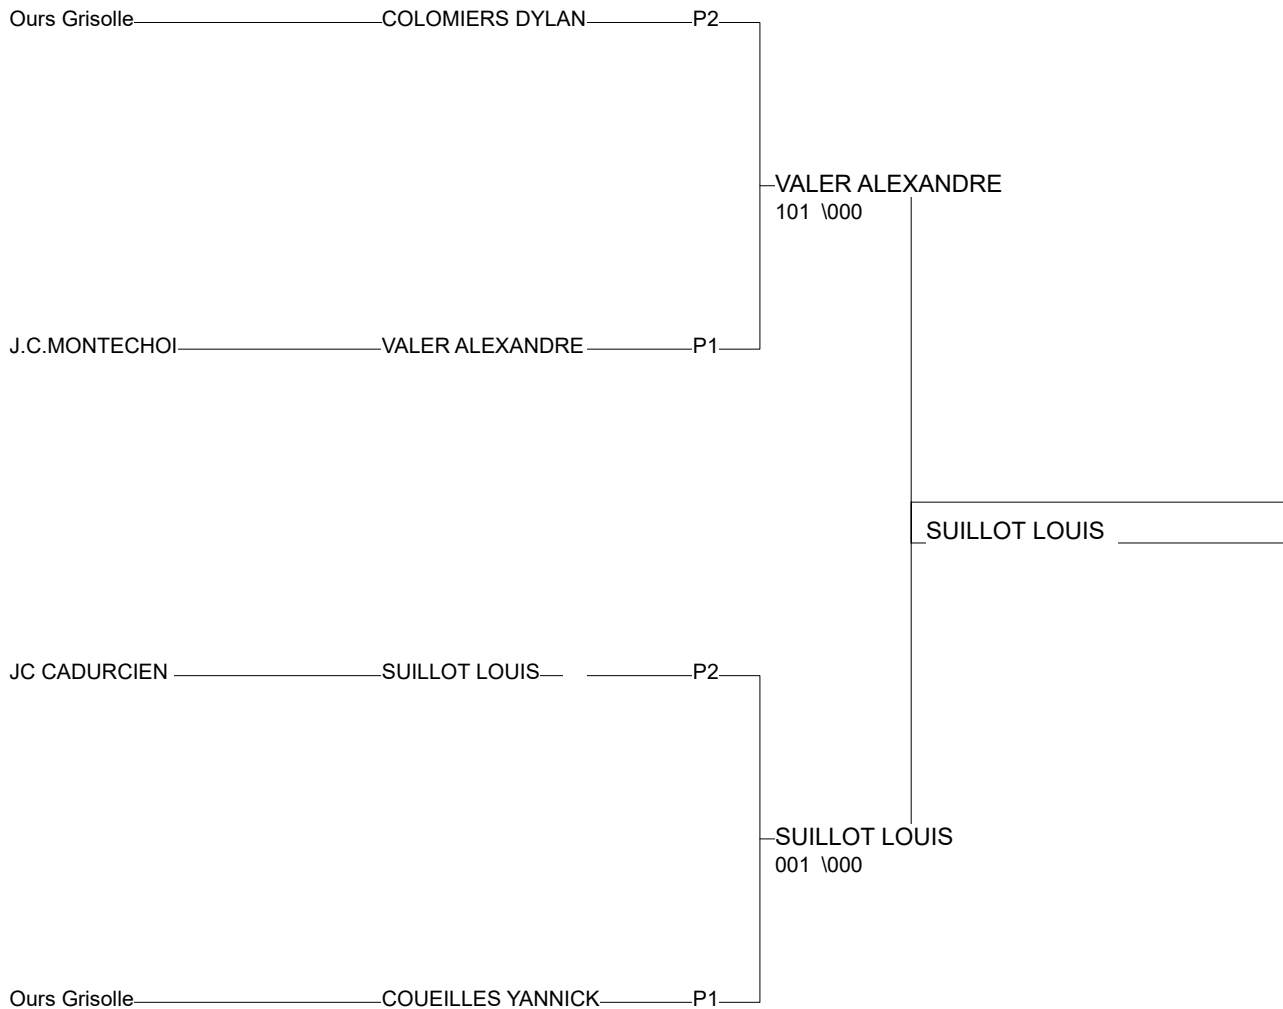 Ours Grisolle COLOMIERS DYLAN P2
VALER ALEXANDRE
101 \000
J.C.MONTECHOI VALER ALEXANDRE P1
SUILLOT LOUIS
JC CADURCIEN SUILLOT LOUIS P2
SUILLOT LOUIS
001 \000
Ours Grisolle COUEILLES YANNICK P1